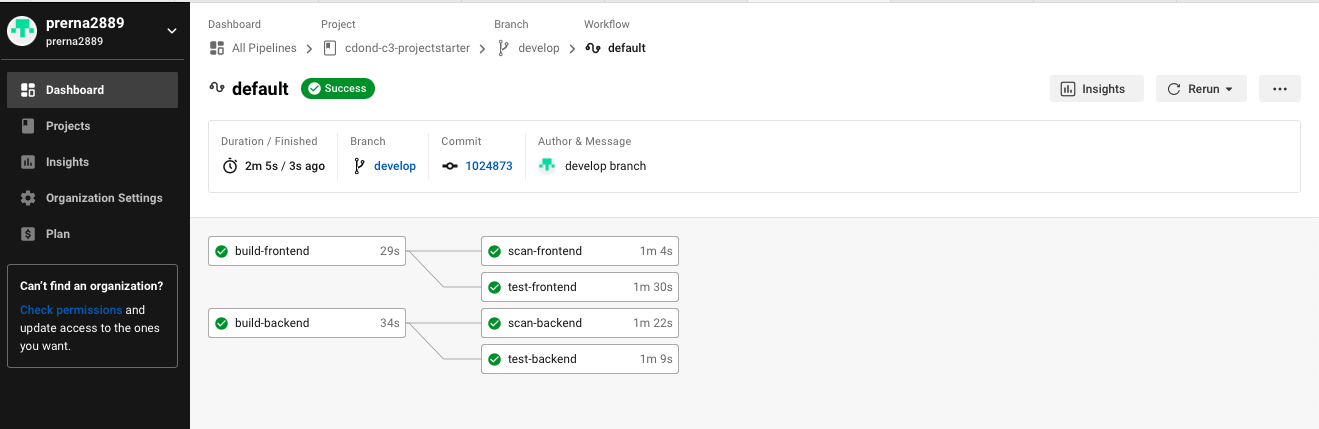 prerna2889
prerna2889
Dashboard
Projects
Insights
Organization Settings
Plan
Can't find an organization?
Check permissions and
update access to the ones
you want.
Dashboard Project Branch Workflow
All Pipelines cdond-c3-projectstarter develop default
default Success
Insights Rerun
Duration / Finished Branch Commit Author & Message
2m 5s / 3s ago develop 1024873 develop branch
build-frontend 29s scan-frontend 1m 4s
test-frontend 1m 30s
build-backend 34s scan-backend 1m 22s
test-backend 1m 9s